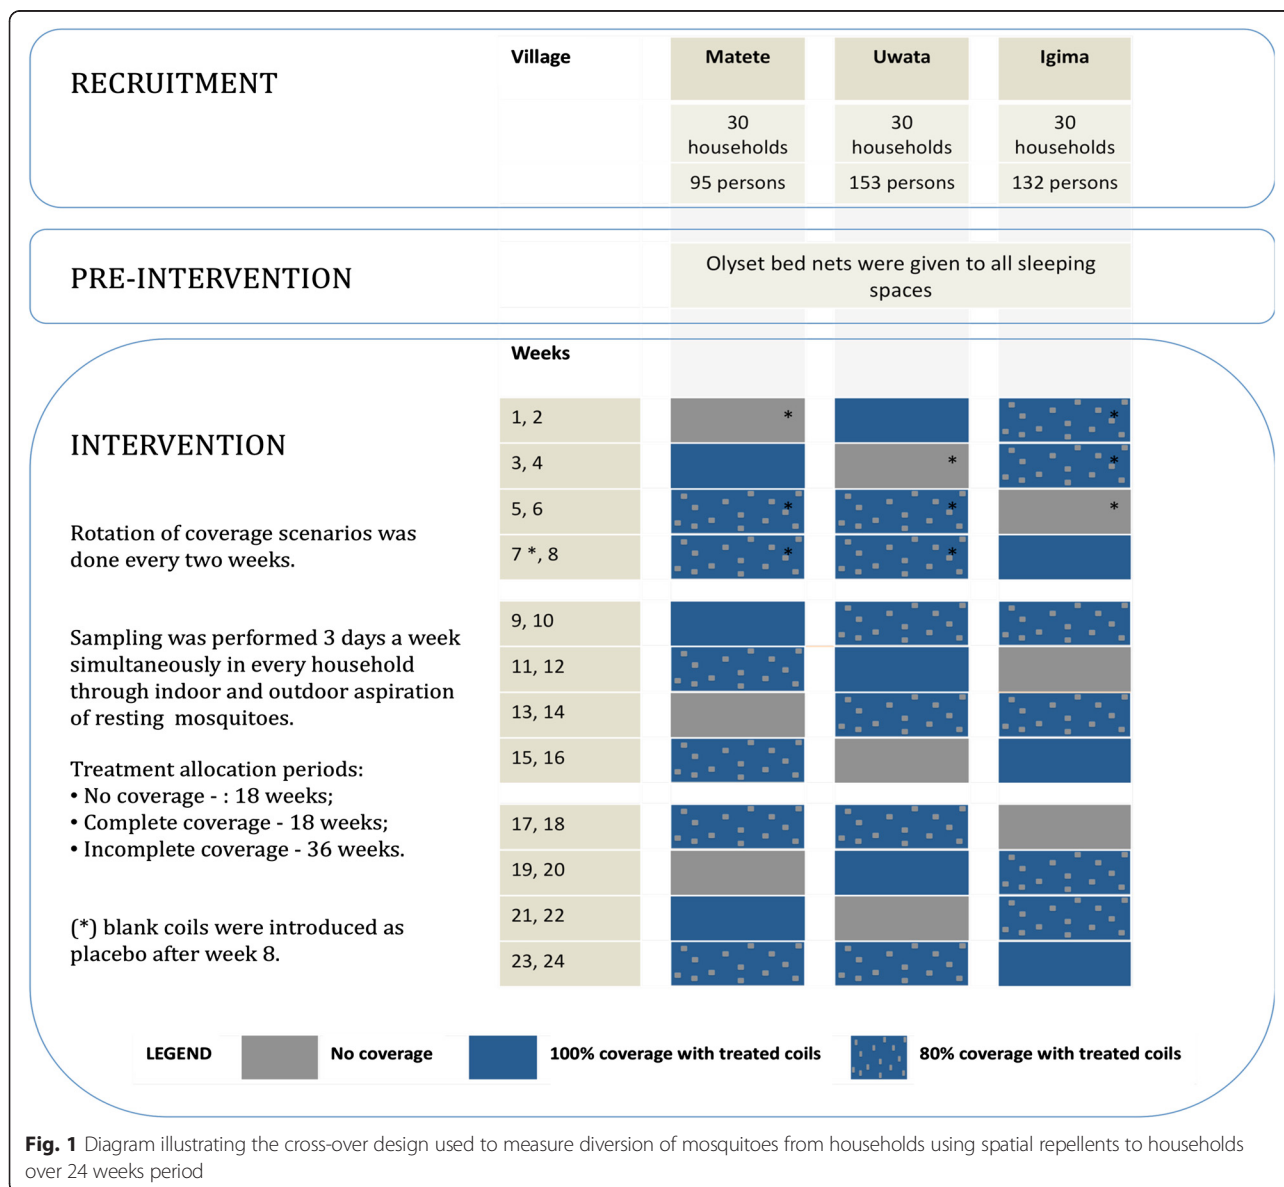 RECRUITMENT
Village Matete Uwata Igima
30 households 30 households 30 households
95 persons 153 persons 132 persons
PRE-INTERVENTION
Olyset bed nets were given to all sleeping
spaces
Weeks
INTERVENTION
Rotation of coverage scenarios was
done every two weeks.
Sampling was performed 3 days a week
simultaneously in every household
through indoor and outdoor aspiration
of resting mosquitoes.
Treatment allocation periods:
• No coverage - : 18 weeks;
• Complete coverage - 18 weeks;
• Incomplete coverage - 36 weeks.
(*) blank coils were introduced as
placebo after week 8.
1, 2 * *
3, 4 * *
5, 6 * * *
7 *, 8 * *
9, 10
11, 12
13, 14
15, 16
17, 18
19, 20
21, 22
23, 24
LEGEND No coverage 100% coverage with treated coils 80% coverage with treated coils
Fig. 1 Diagram illustrating the cross-over design used to measure diversion of mosquitoes from households using spatial repellents to households
over 24 weeks period